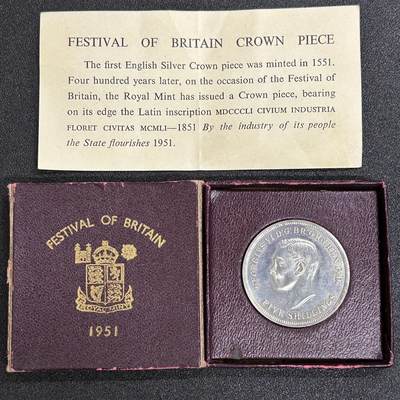 FESTIVAL OF BRITAIN CROWN PIECE
The first English Silver Crown piece was minted in 1551.
Four hundred years later, on the occasion of the Festival of
Britain, the Royal Mint has issued a Crown piece, bearing
on its edge the Latin inscription MDCCCLI CIVIUM INDUSTRIA
FLORET CIVITAS MCMLI—1851 By the industry of its people
the State flourishes 1951.
FESTIVAL OF BRITAIN
ROYAL MINT
1951
FIVE SHILLINGS